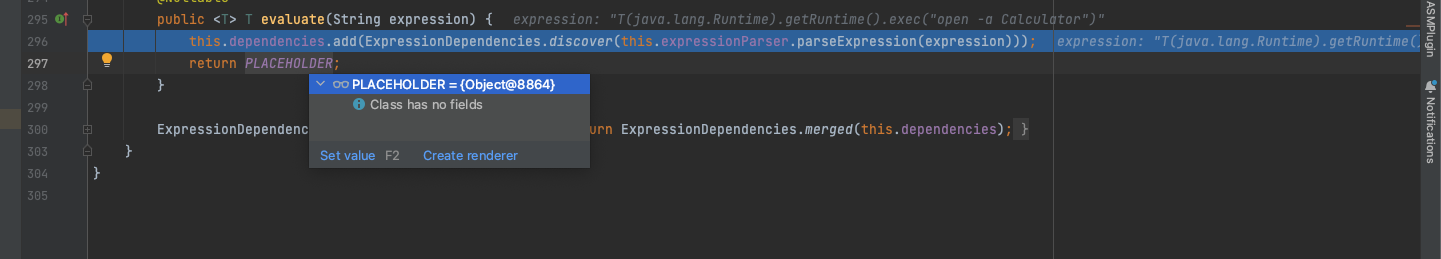 295 public <T> T evaluate(String expression) { expression: "T(java.lang.Runtime).getRuntime().exec("open -a Calculator")"
296 this.dependencies.add(ExpressionDependencies.discover(this.expressionParser.parseExpression(expression))); expression: "T(java.lang.Runtime).getRuntime()
297 return PLACEHOLDER;
PLACEHOLDER = {Object@8864}
298 }
Class has no fields
299
300 ExpressionDependenc urn ExpressionDependencies.merged(this.dependencies); }
Set value F2 Create renderer
303 }
304 }
305
ASMPlugin
Notifications